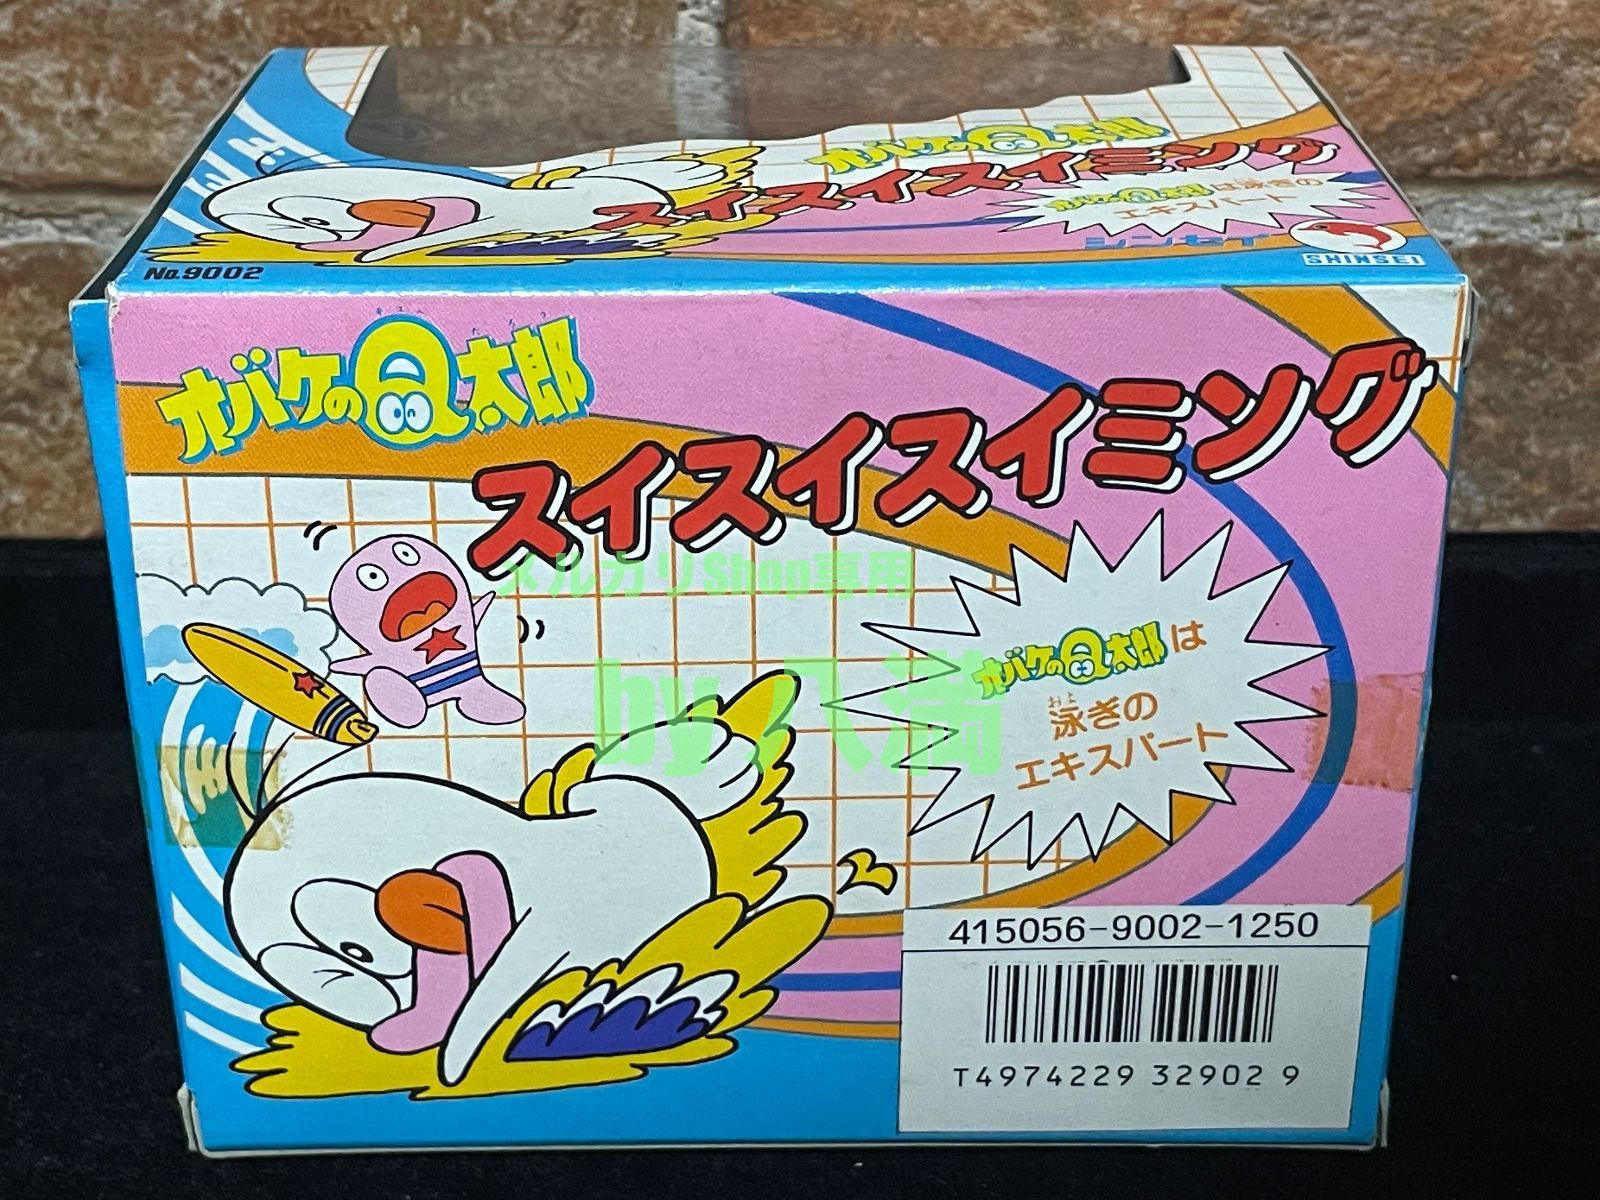 オバケのQ太郎
スイスイスイミング
オバケのQ太郎は泳ぎの
エキスパート
シンセイ
SHINSEI
No.9002
オバケのQ太郎
スイスイスイミング
メルカリShop専用
by 八満
オバケのQ太郎は
およ
泳ぎの
エキスパート
415056-9002-1250
T4974229 32902 9